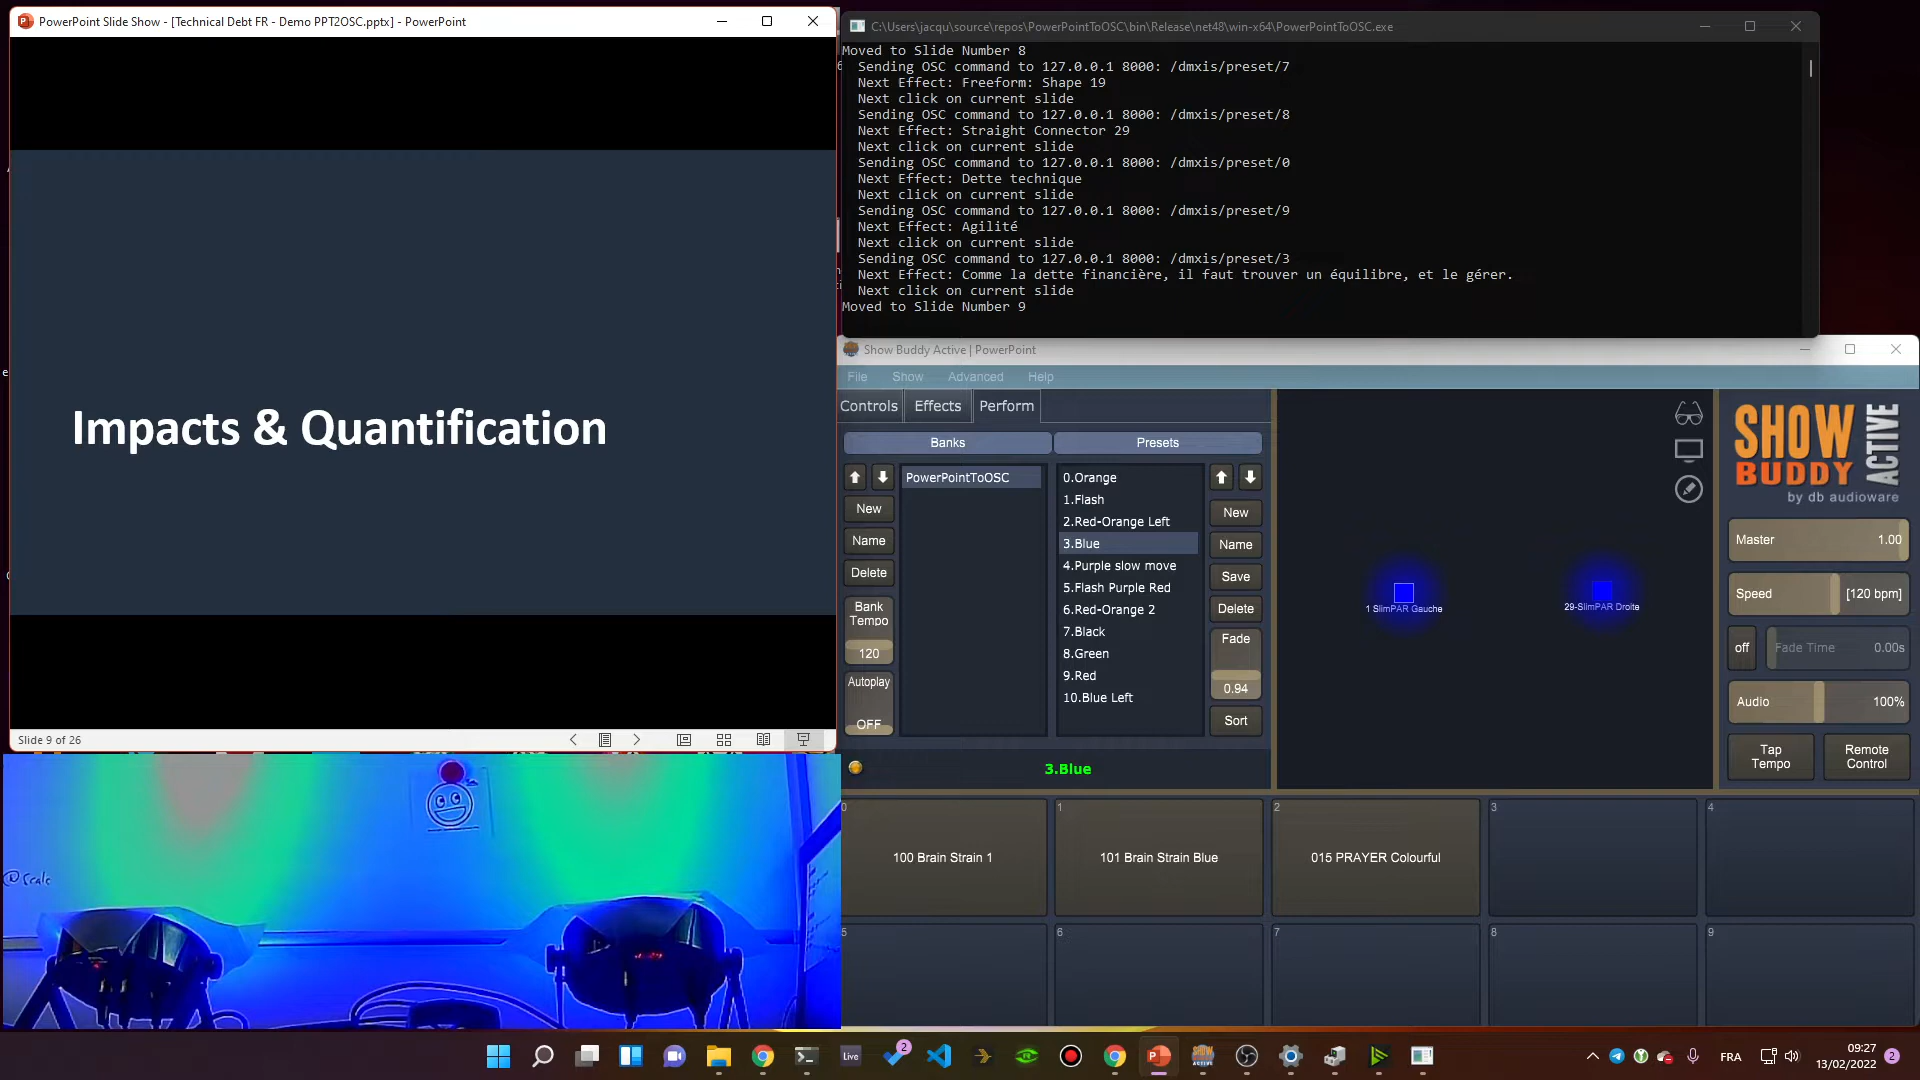 PowerPoint Slide Show - [Technical Debt FR - Demo PPT2OSC.pptx] - PowerPoint
Impacts & Quantification
Slide 9 of 26
@Scale
C:\Users\jacqu\source\repos\PowerPointToOSC\bin\Release\net48\win-x64\PowerPointToOSC.exe
Moved to Slide Number 8
Sending OSC command to 127.0.0.1 8000: /dmxis/preset/7
Next Effect: Freeform: Shape 19
Next click on current slide
Sending OSC command to 127.0.0.1 8000: /dmxis/preset/8
Next Effect: Straight Connector 29
Next click on current slide
Sending OSC command to 127.0.0.1 8000: /dmxis/preset/0
Next Effect: Dette technique
Next click on current slide
Sending OSC command to 127.0.0.1 8000: /dmxis/preset/9
Next Effect: Agilité
Next click on current slide
Sending OSC command to 127.0.0.1 8000: /dmxis/preset/3
Next Effect: Comme la dette financière, il faut trouver un équilibre, et le gérer.
Next click on current slide
Moved to Slide Number 9
Show Buddy Active | PowerPoint
File Show Advanced Help
Controls Effects Perform
Banks
PowerPointToOSC
New
Name
Delete
Bank
Tempo
120
Autoplay
OFF
Presets
0.Orange
1.Flash
2.Red-Orange Left
3.Blue
4.Purple slow move
5.Flash Purple Red
6.Red-Orange 2
7.Black
8.Green
9.Red
10.Blue Left
New
Name
Save
Delete
Fade
0.94
Sort
3.Blue
1 SlimPAR Gauche
29-SlimPAR Droite
SHOW
BUDDY
ACTIVE
by db audioware
Master 1.00
Speed [120 bpm]
off Fade Time 0.00s
Audio 100%
Tap
Tempo
Remote
Control
0
100 Brain Strain 1
1
101 Brain Strain Blue
2
015 PRAYER Colourful
3
4
5
6
7
8
9
Live
2
FRA
09:27
13/02/2022
2